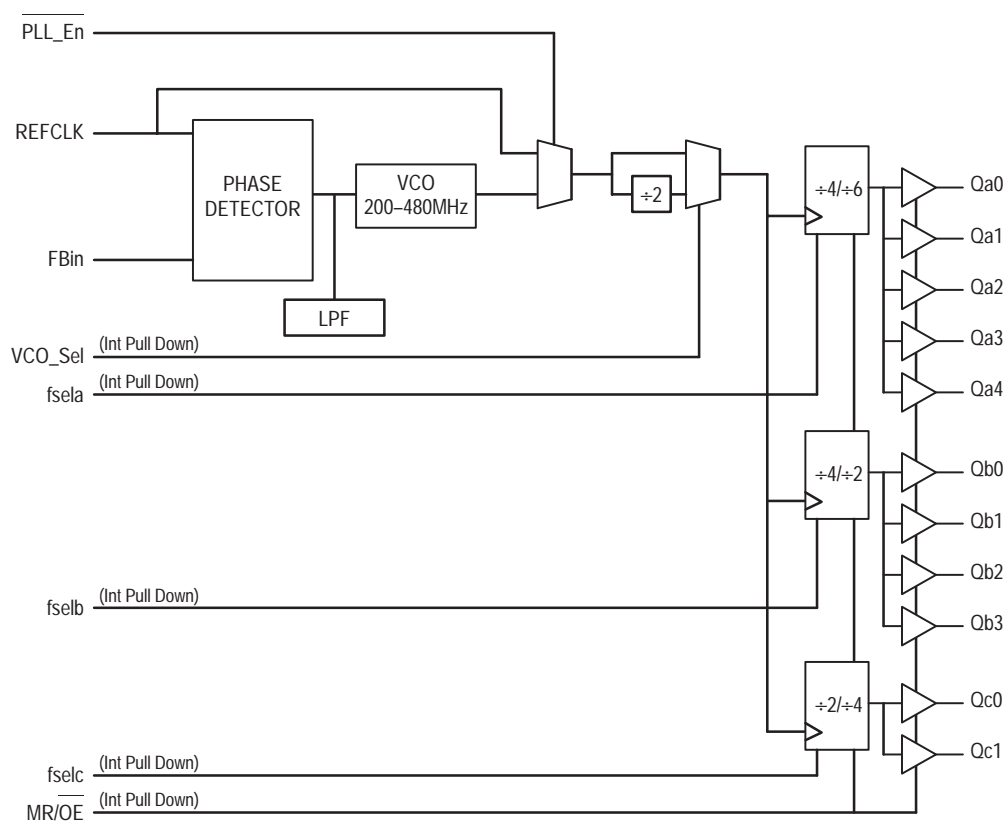 PLL_En
REFCLK
PHASE
DETECTOR
VCO
200–480MHz
÷2
÷4/÷6
Qa0
Qa1
Qa2
Qa3
Qa4
FBin
LPF
VCO_Sel (Int Pull Down)
fsela (Int Pull Down)
÷4/÷2
Qb0
Qb1
Qb2
Qb3
fselb (Int Pull Down)
÷2/÷4
Qc0
Qc1
fselc (Int Pull Down)
MR/OE (Int Pull Down)